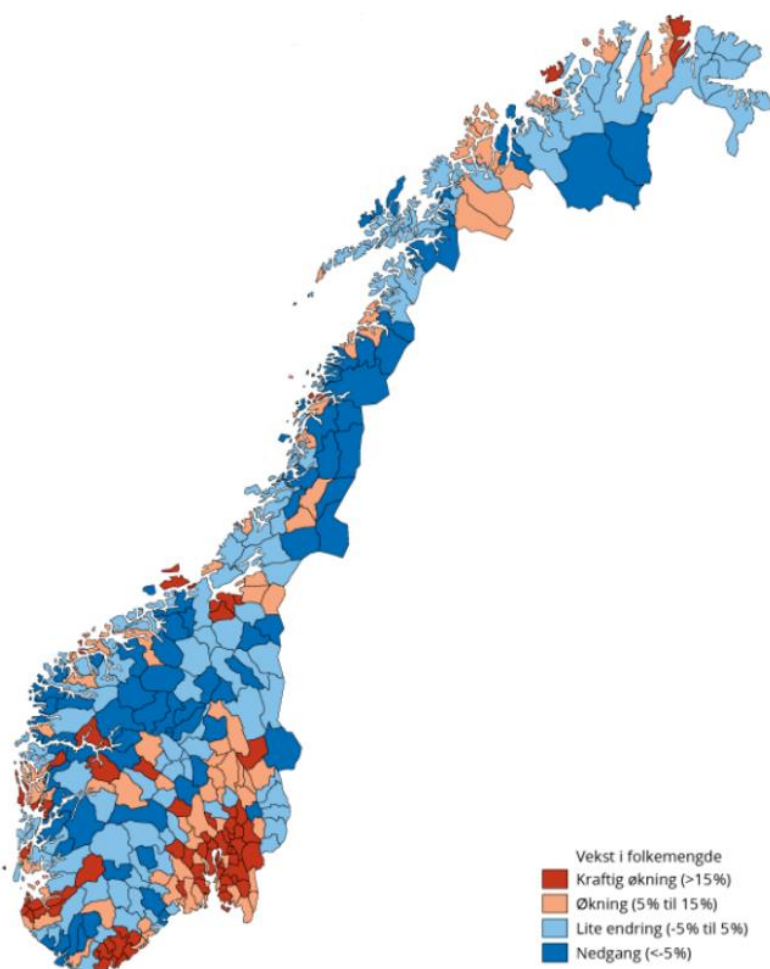 Vekst i folkemengde
Kraftig økning (>15%)
Økning (5% til 15%)
Lite endring (-5% til 5%)
Nedgang (<-5%)